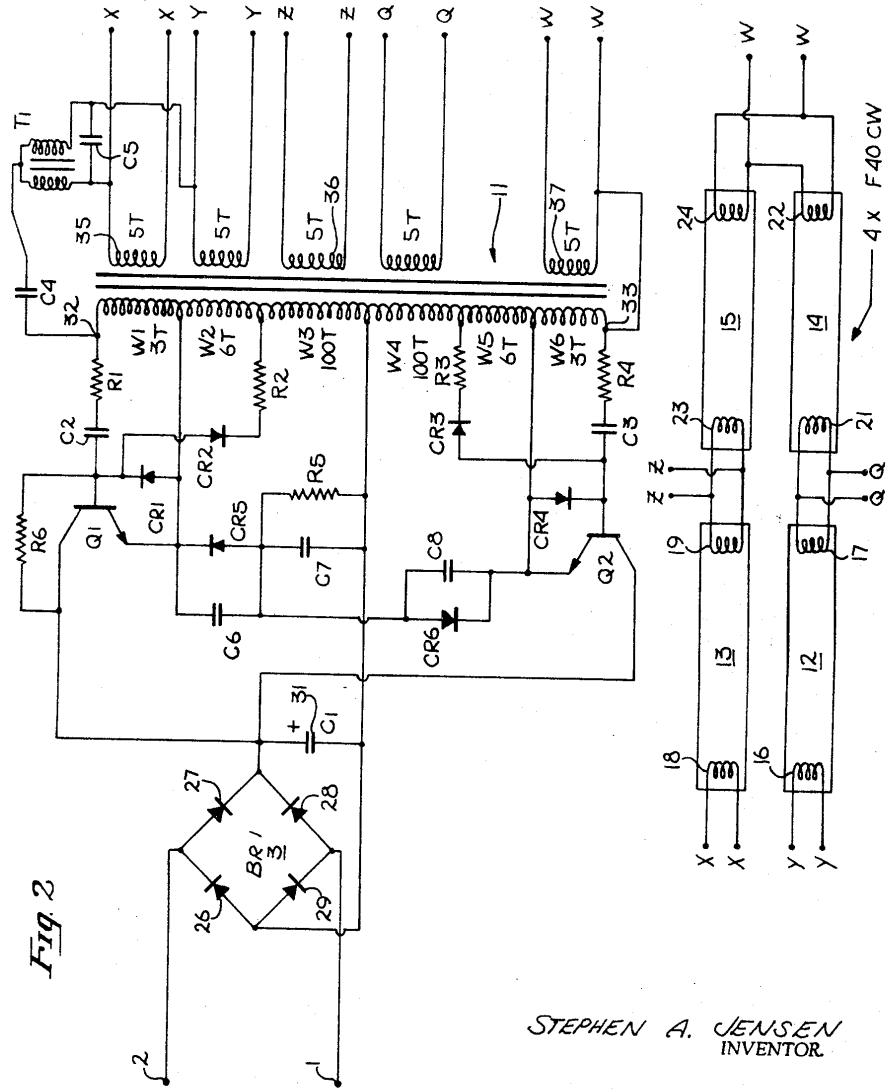 Fig. 2
2
1
26
27
28
29
BR1
3
+
31
C1
R6
Q1
C2
R1
32
C4
T1
C5
CR1
CR2
R2
CR5
C6
C7
R5
CR6
C8
CR4
Q2
CR3
R3
C3
R4
33
W1
3T
W2
6T
W3
100T
W4
100T
W5
6T
W6
3T
35
5T
5T
5T
36
5T
5T
37
11
X
X
Y
Y
Z
Z
Q
Q
W
W
X
X
Y
Y
18
13
19
16
12
17
Z
Z
Q
Q
23
15
24
21
14
22
W
W
4 x F40 CW
STEPHEN A. JENSEN
INVENTOR.